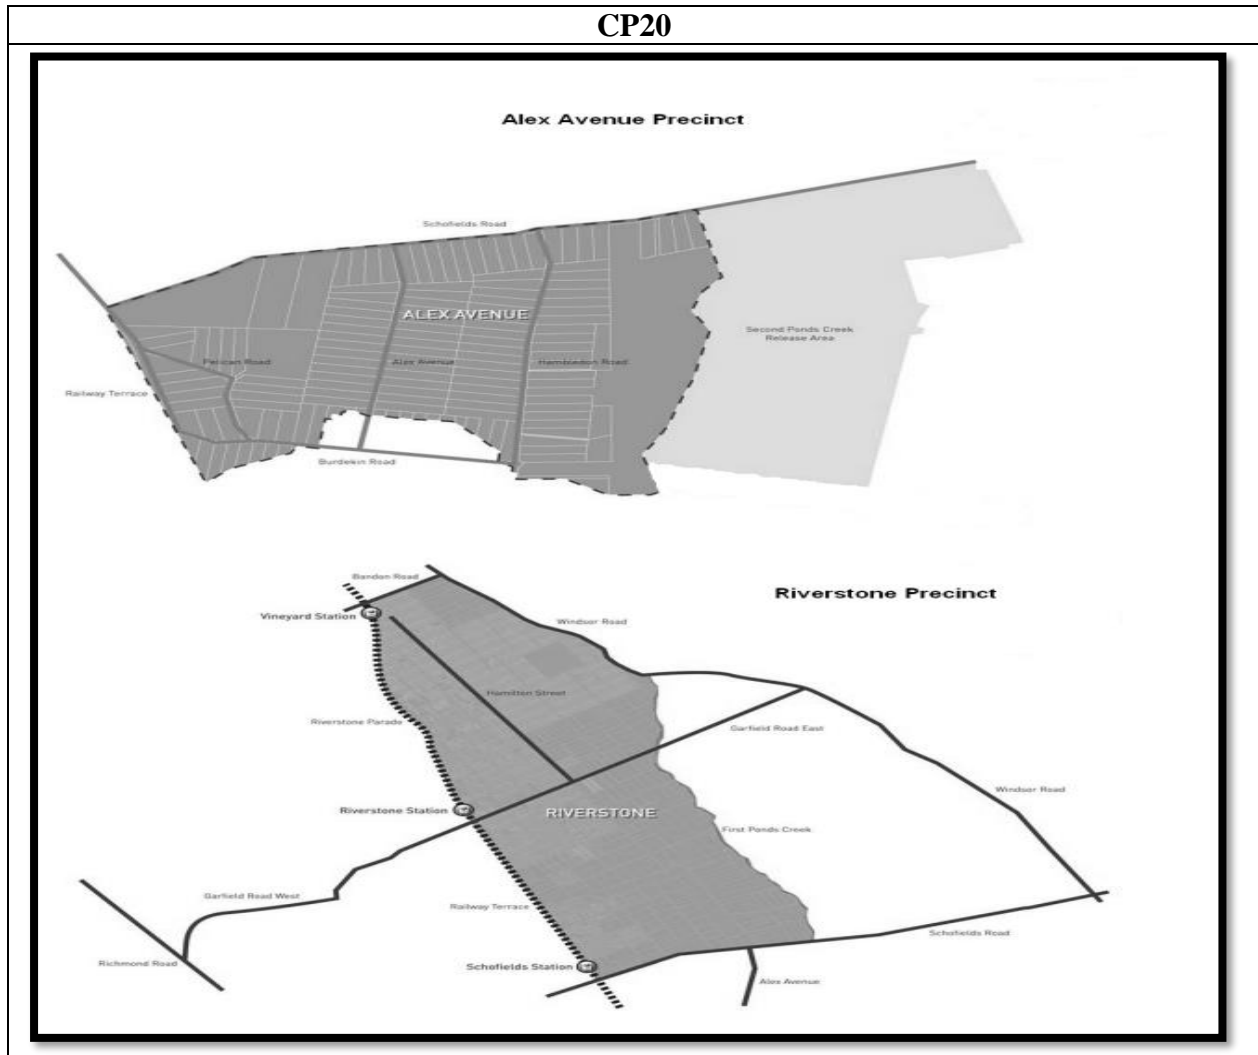 CP20
Alex Avenue Precinct
Schofields Road
ALEX AVENUE
Second Ponds Creek
Release Area
Pelican Road
Alex Avenue
Hambledon Road
Railway Terrace
Burdekin Road
Bandon Road
Riverstone Precinct
Vineyard Station
Windsor Road
Hamilton Street
Riverstone Parade
Garfield Road East
Windsor Road
Riverstone Station
RIVERSTONE
First Ponds Creek
Garfield Road West
Railway Terrace
Schofields Road
Richmond Road
Schofields Station
Alex Avenue